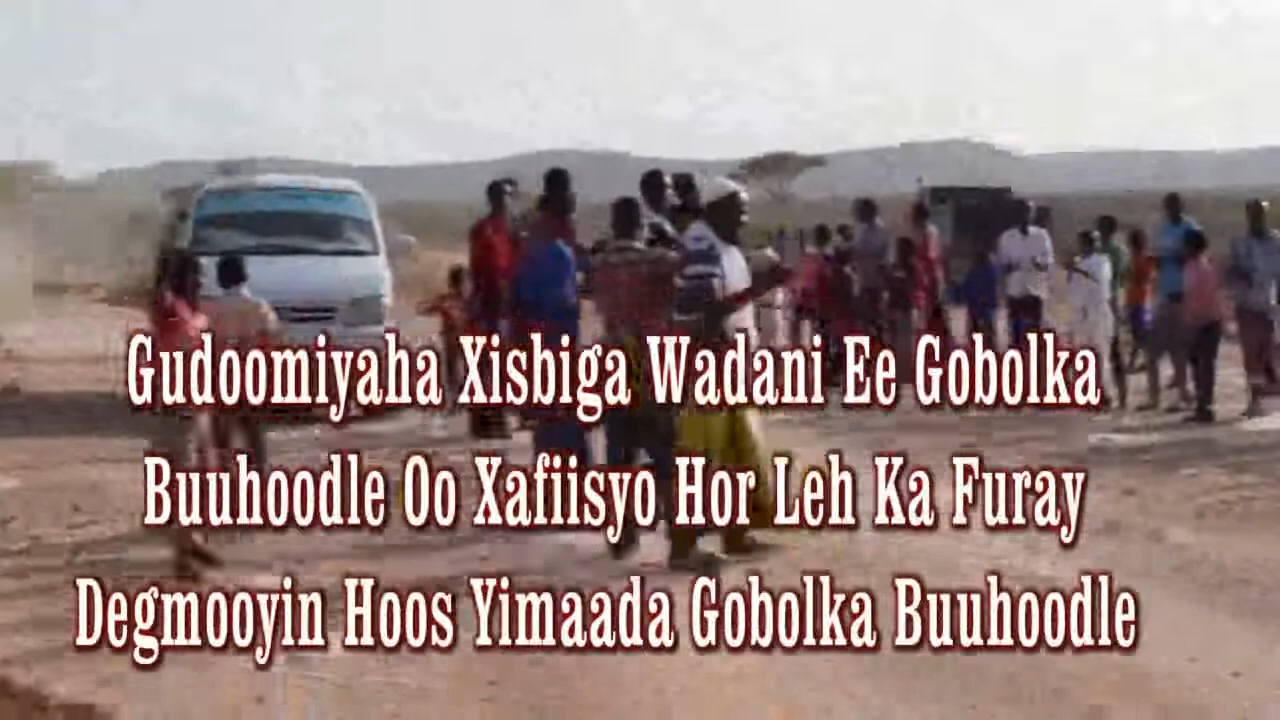 Gudoomiyaha Xisbiga Wadani Ee Gobolka
Buuhoodle Oo Xafiisyo Hor Leh Ka Furay
Degmooyin Hoos Yimaada Gobolka Buuhoodle